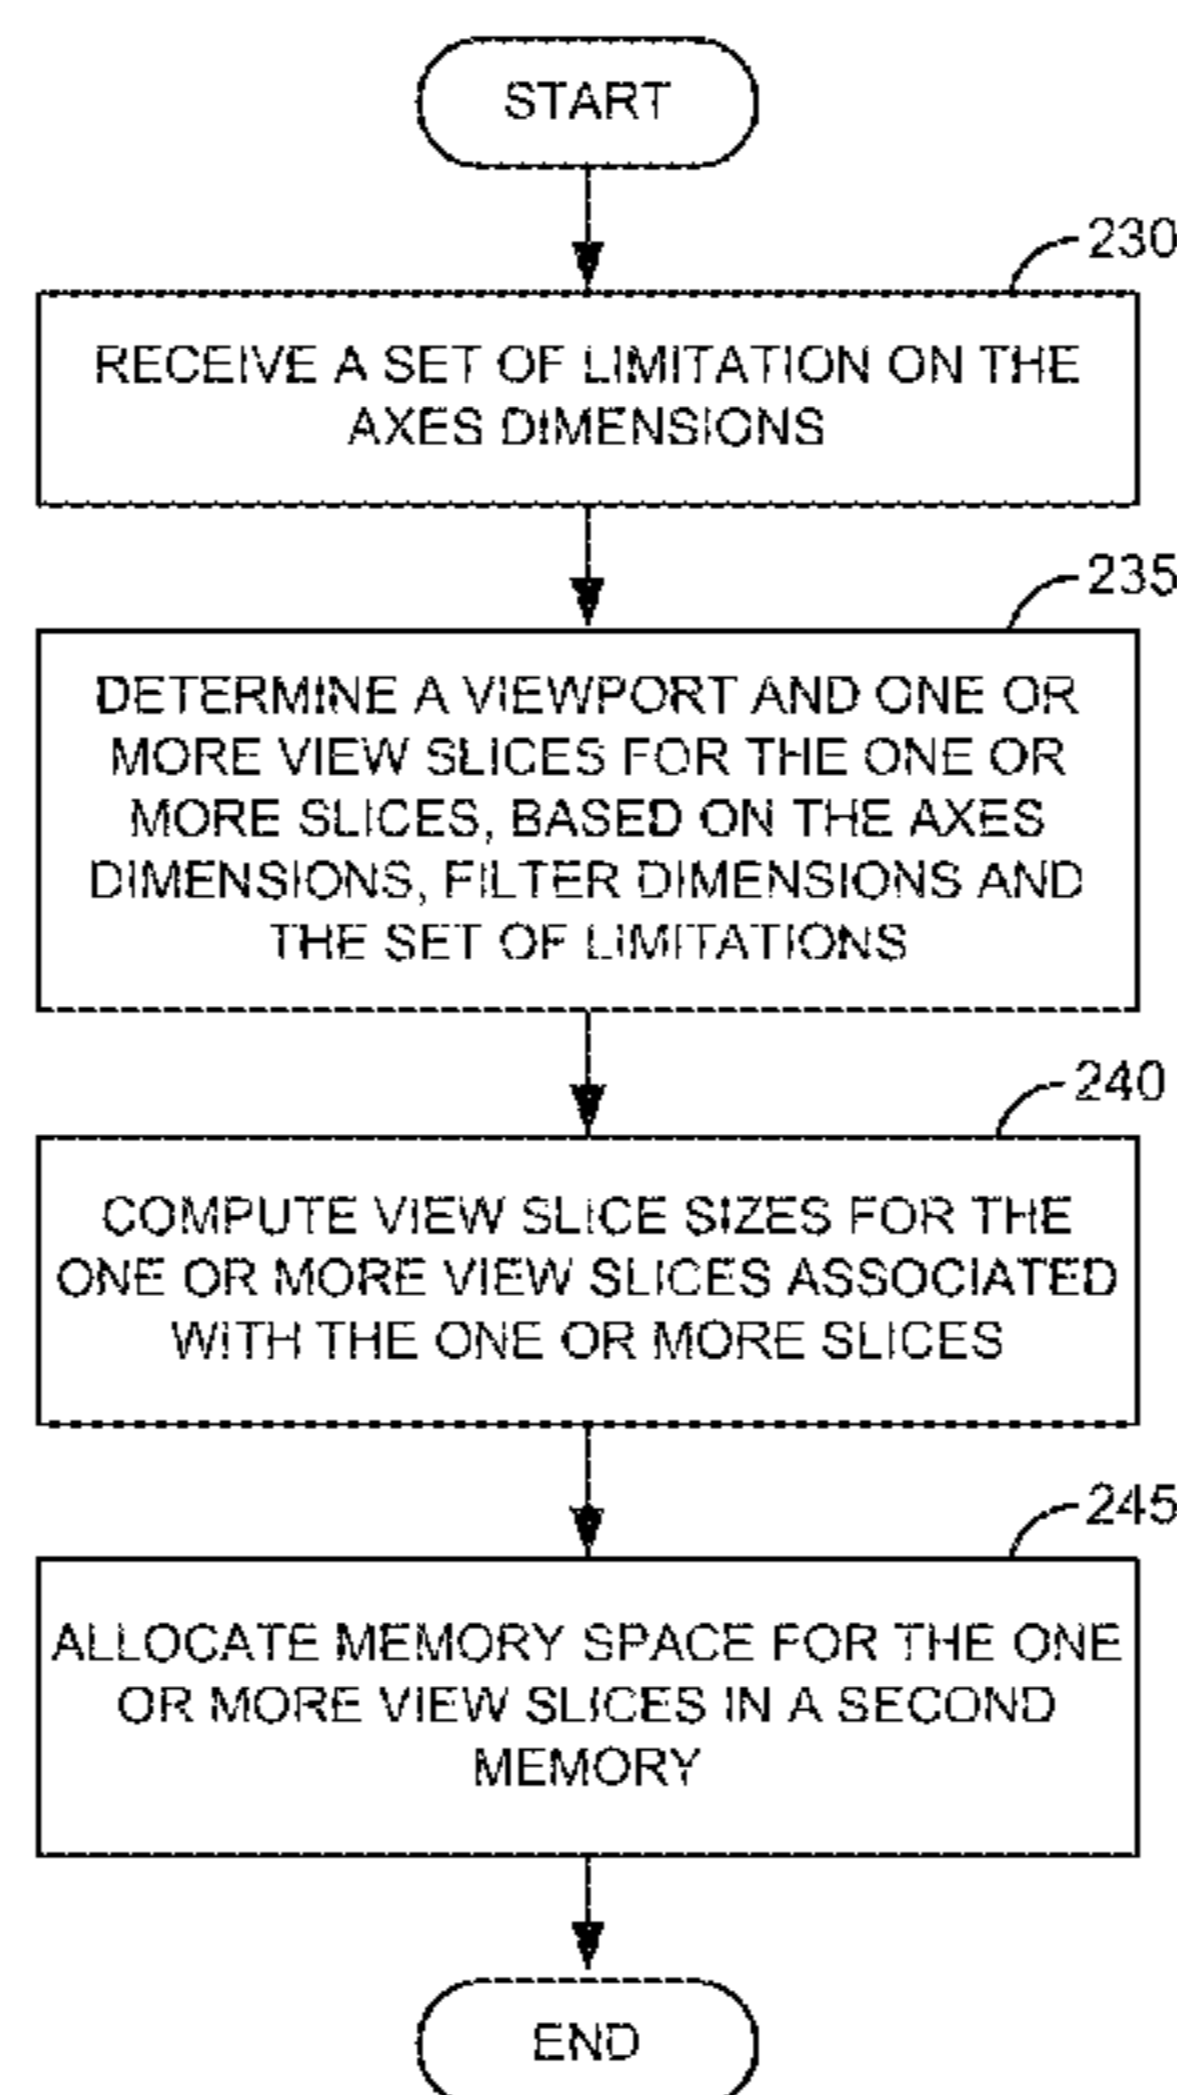 START
230
RECEIVE A SET OF LIMITATION ON THE
AXES DIMENSIONS
235
DETERMINE A VIEWPORT AND ONE OR
MORE VIEW SLICES FOR THE ONE OR
MORE SLICES, BASED ON THE AXES
DIMENSIONS, FILTER DIMENSIONS AND
THE SET OF LIMITATIONS
240
COMPUTE VIEW SLICE SIZES FOR THE
ONE OR MORE VIEW SLICES ASSOCIATED
WITH THE ONE OR MORE SLICES
245
ALLOCATE MEMORY SPACE FOR THE ONE
OR MORE VIEW SLICES IN A SECOND
MEMORY
END